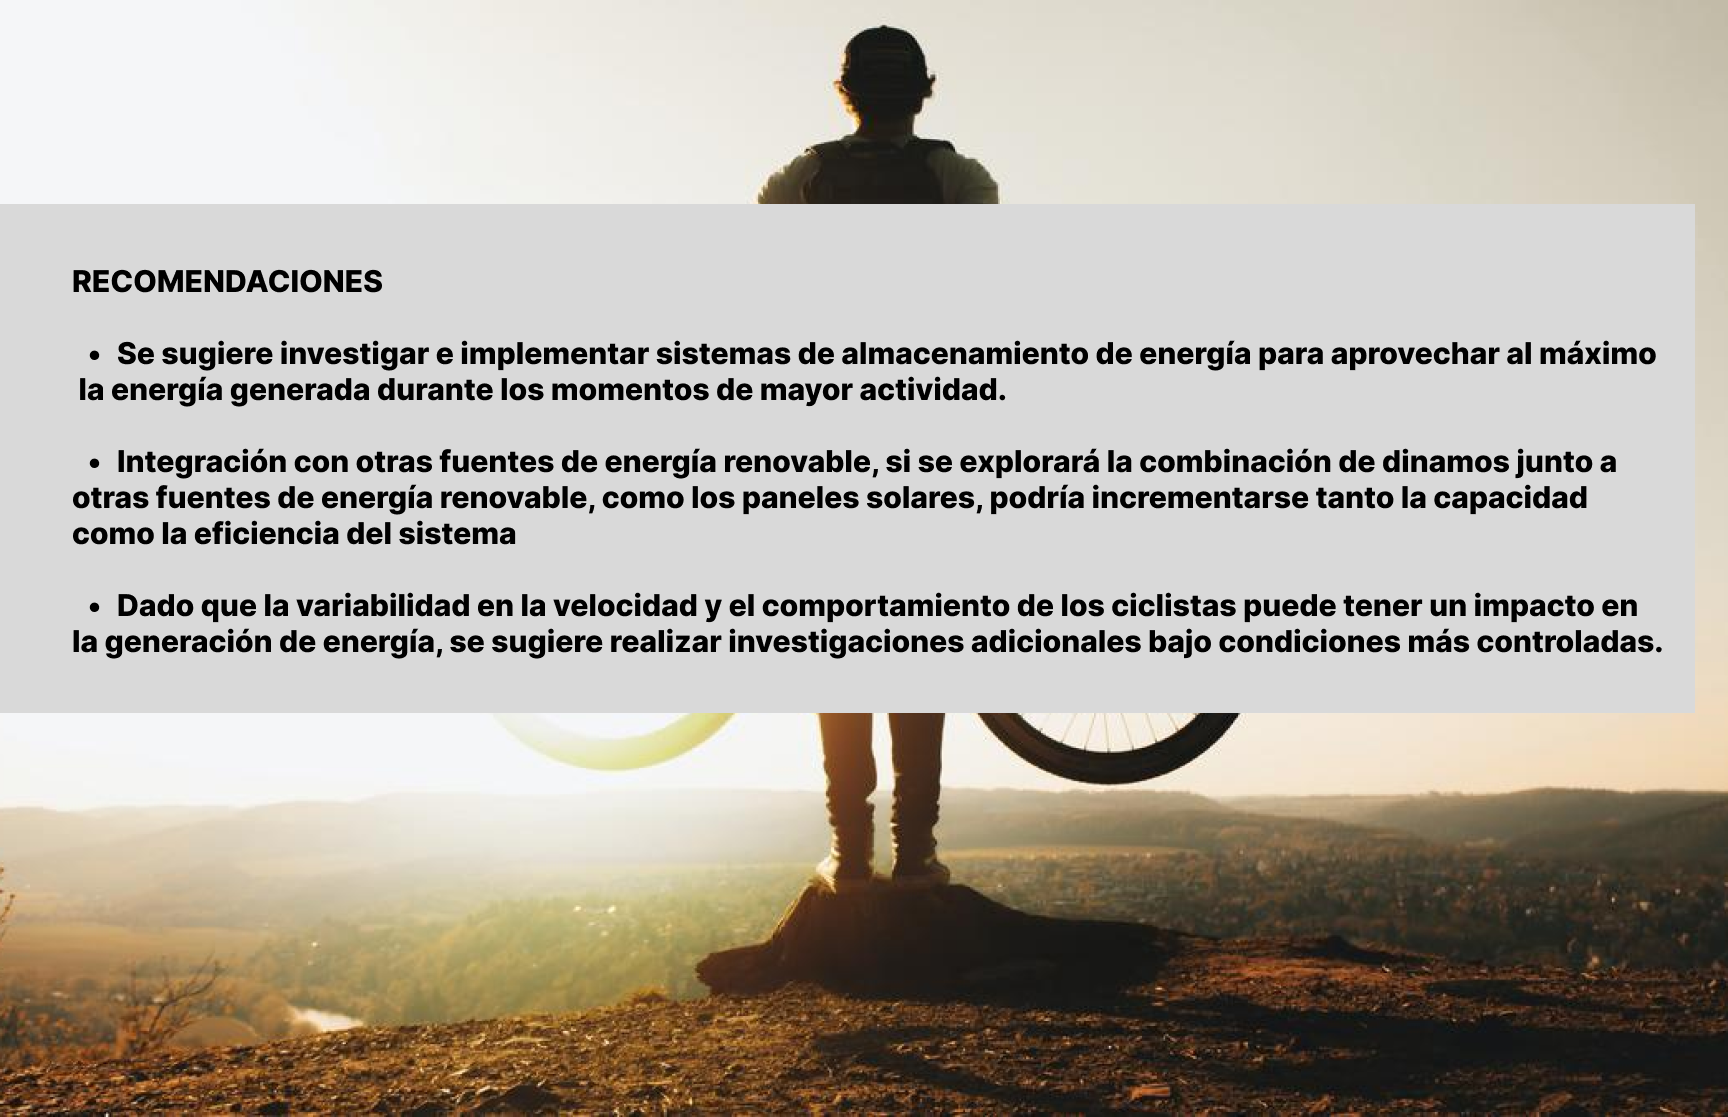 RECOMENDACIONES
• Se sugiere investigar e implementar sistemas de almacenamiento de energía para aprovechar al máximo
la energía generada durante los momentos de mayor actividad.
• Integración con otras fuentes de energía renovable, si se explorará la combinación de dinamos junto a
otras fuentes de energía renovable, como los paneles solares, podría incrementarse tanto la capacidad
como la eficiencia del sistema
• Dado que la variabilidad en la velocidad y el comportamiento de los ciclistas puede tener un impacto en
la generación de energía, se sugiere realizar investigaciones adicionales bajo condiciones más controladas.